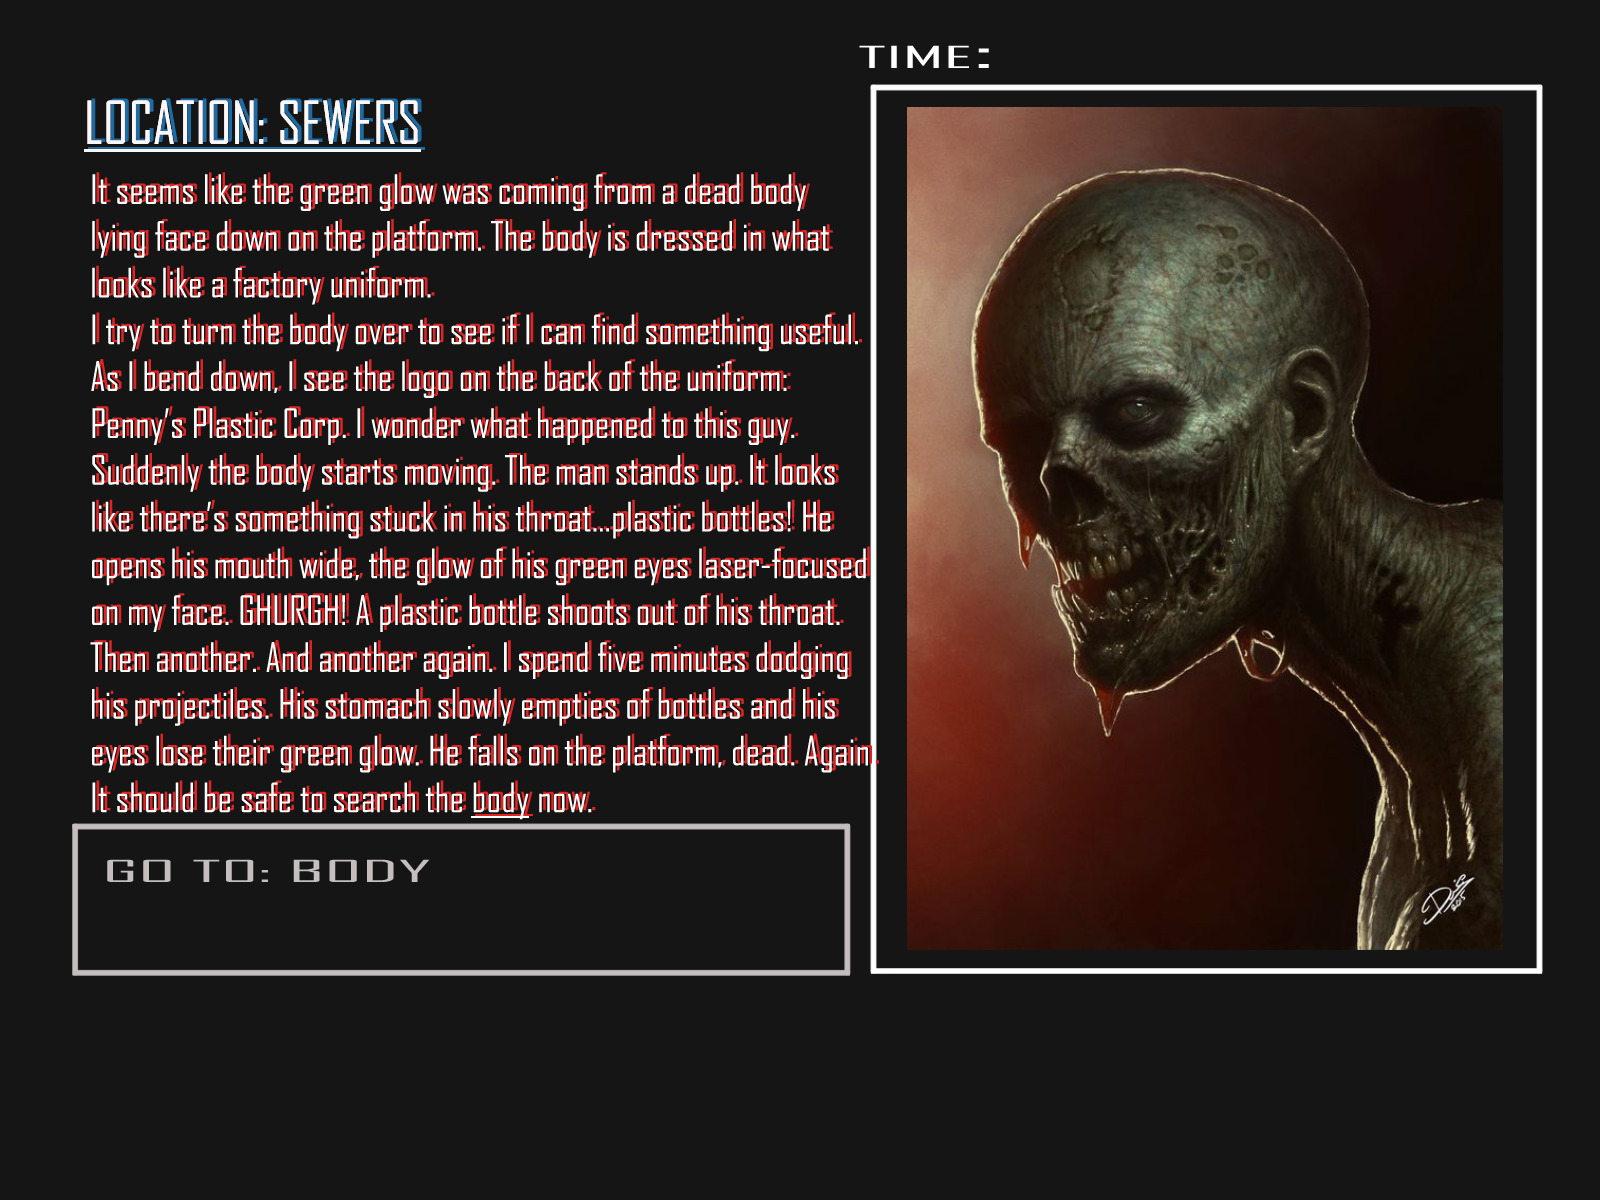 TIME:
LOCATION: SEWERS
It seems like the green glow was coming from a dead body
lying face down on the platform. The body is dressed in what
looks like a factory uniform.
I try to turn the body over to see if I can find something useful.
As I bend down, I see the logo on the back of the uniform:
Penny's Plastic Corp. I wonder what happened to this guy.
Suddenly the body starts moving. The man stands up. It looks
like there's something stuck in his throat...plastic bottles! He
opens his mouth wide, the glow of his green eyes laser-focused
on my face. GHURGH! A plastic bottle shoots out of his throat.
Then another. And another again. I spend five minutes dodging
his projectiles. His stomach slowly empties of bottles and his
eyes lose their green glow. He falls on the platform, dead. Again.
It should be safe to search the body now.
GO TO: BODY